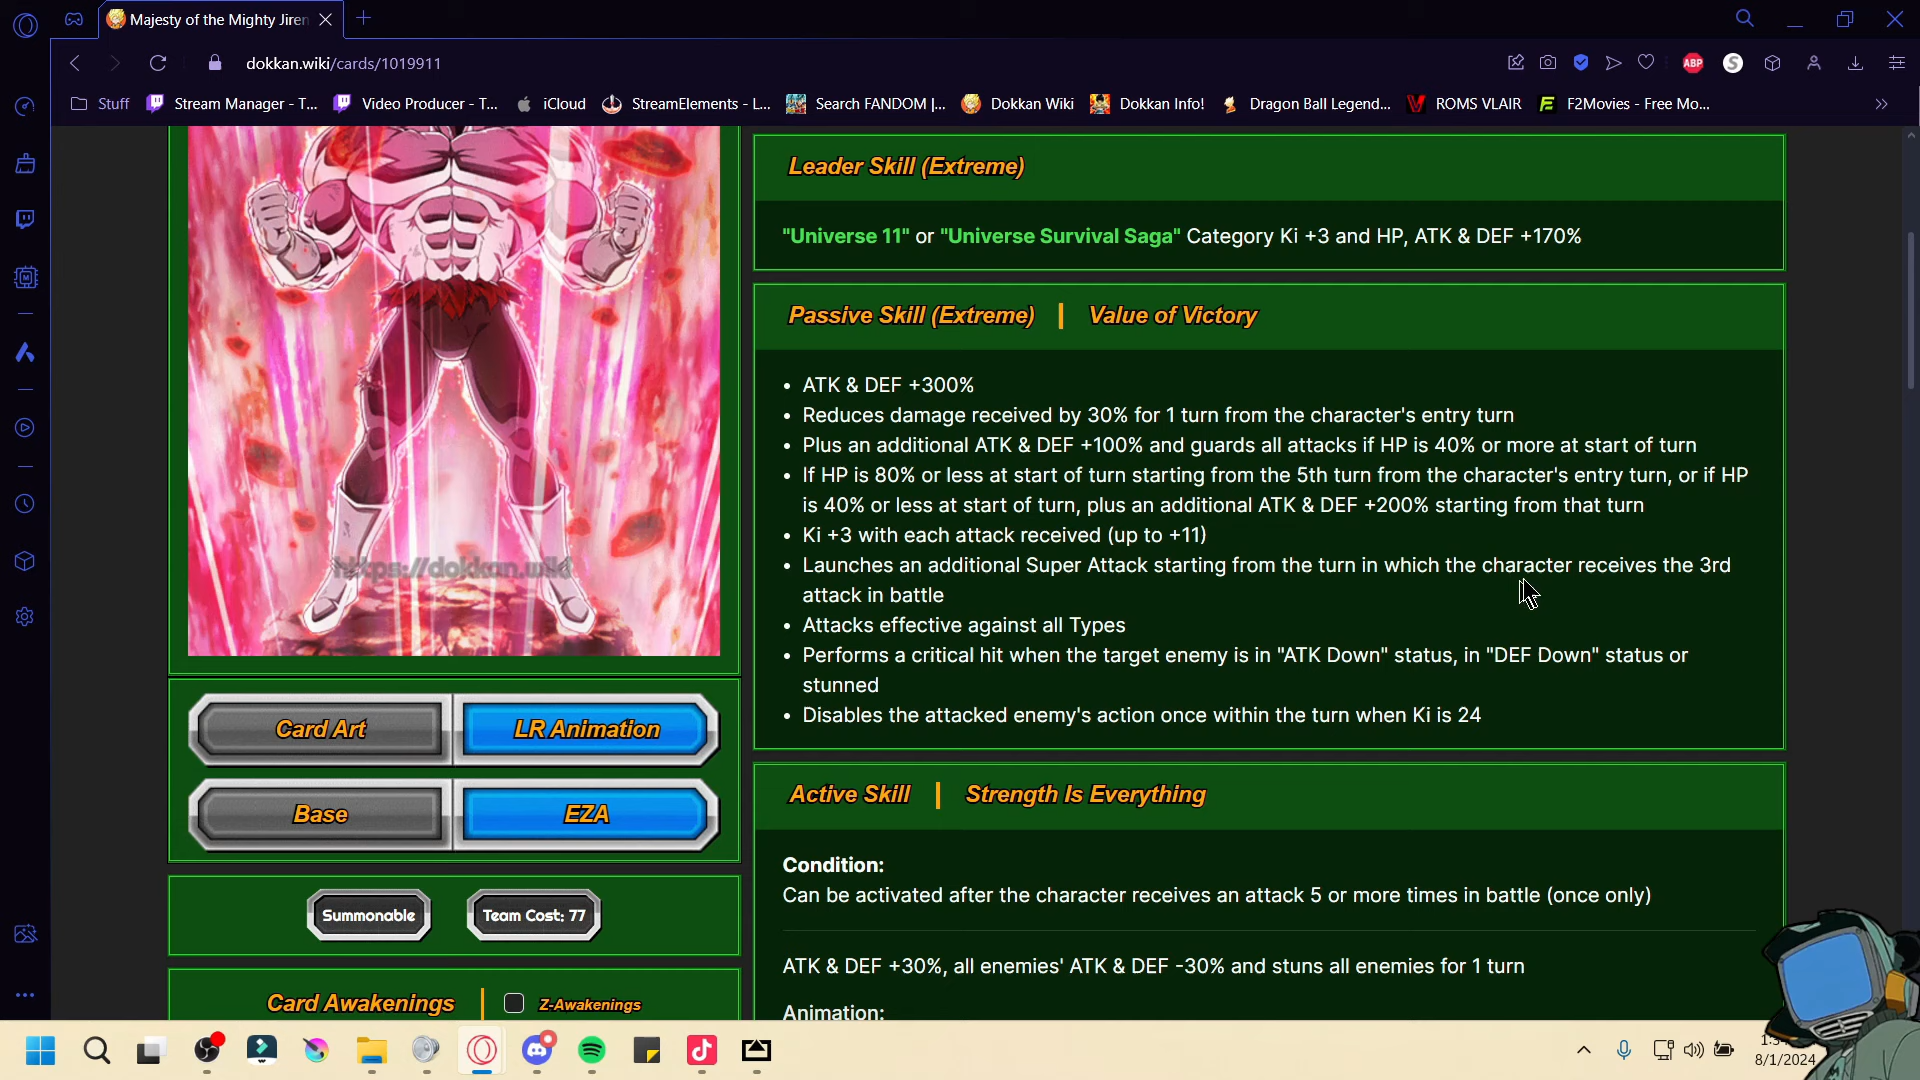 Majesty of the Mighty Jiren
dokkan.wiki/cards/1019911
ABP
S
Stuff
Stream Manager - T...
Video Producer - T...
iCloud
StreamElements - L...
Search FANDOM |...
Dokkan Wiki
Dokkan Info!
Dragon Ball Legend...
ROMS VLAIR
F2Movies - Free Mo...
Leader Skill (Extreme)
"Universe 11" or "Universe Survival Saga" Category Ki +3 and HP, ATK & DEF +170%
Passive Skill (Extreme) | Value of Victory
• ATK & DEF +300%
• Reduces damage received by 30% for 1 turn from the character's entry turn
• Plus an additional ATK & DEF +100% and guards all attacks if HP is 40% or more at start of turn
• If HP is 80% or less at start of turn starting from the 5th turn from the character's entry turn, or if HP
is 40% or less at start of turn, plus an additional ATK & DEF +200% starting from that turn
• Ki +3 with each attack received (up to +11)
• Launches an additional Super Attack starting from the turn in which the character receives the 3rd
attack in battle
• Attacks effective against all Types
• Performs a critical hit when the target enemy is in "ATK Down" status, in "DEF Down" status or
stunned
• Disables the attacked enemy's action once within the turn when Ki is 24
https://dokkan.wiki
Card Art
LR Animation
Base
EZA
Summonable
Team Cost: 77
Card Awakenings | Z-Awakenings
Active Skill | Strength Is Everything
Condition:
Can be activated after the character receives an attack 5 or more times in battle (once only)
ATK & DEF +30%, all enemies' ATK & DEF -30% and stuns all enemies for 1 turn
Animation:
8/1/2024